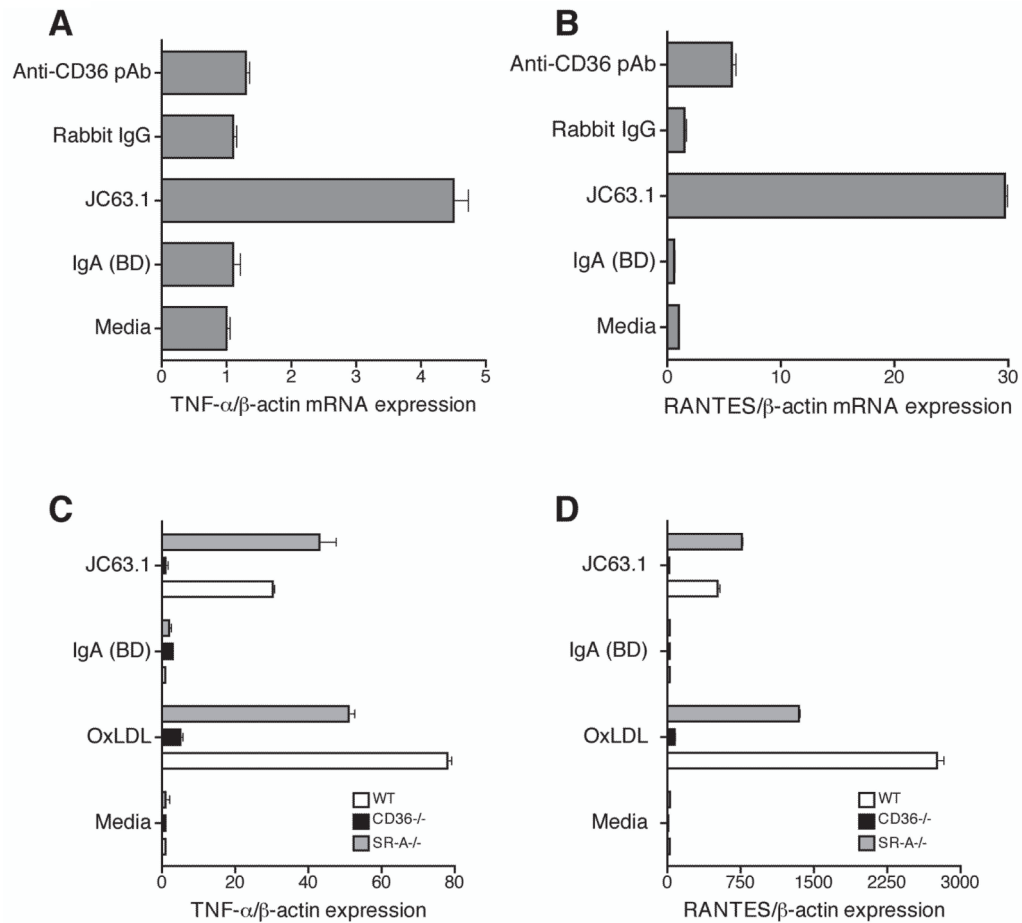 A
Anti-CD36 pAb
Rabbit IgG
JC63.1
IgA (BD)
Media
0 1 2 3 4 5
TNF-α/β-actin mRNA expression
B
Anti-CD36 pAb
Rabbit IgG
JC63.1
IgA (BD)
Media
0 10 20 30
RANTES/β-actin mRNA expression
C
JC63.1
IgA (BD)
OxLDL
Media
WT
CD36-/-
SR-A-/-
0 20 40 60 80
TNF-α/β-actin expression
D
JC63.1
IgA (BD)
OxLDL
Media
WT
CD36-/-
SR-A-/-
0 750 1500 2250 3000
RANTES/β-actin expression